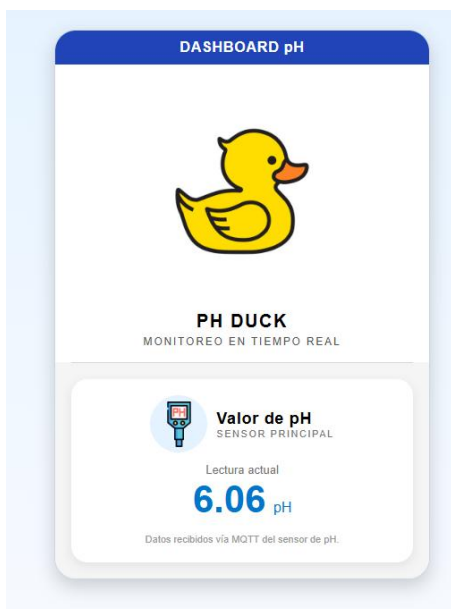 DASHBOARD pH
PH DUCK
MONITOREO EN TIEMPO REAL
PH
Valor de pH
SENSOR PRINCIPAL
Lectura actual
6.06 pH
Datos recibidos vía MQTT del sensor de pH.